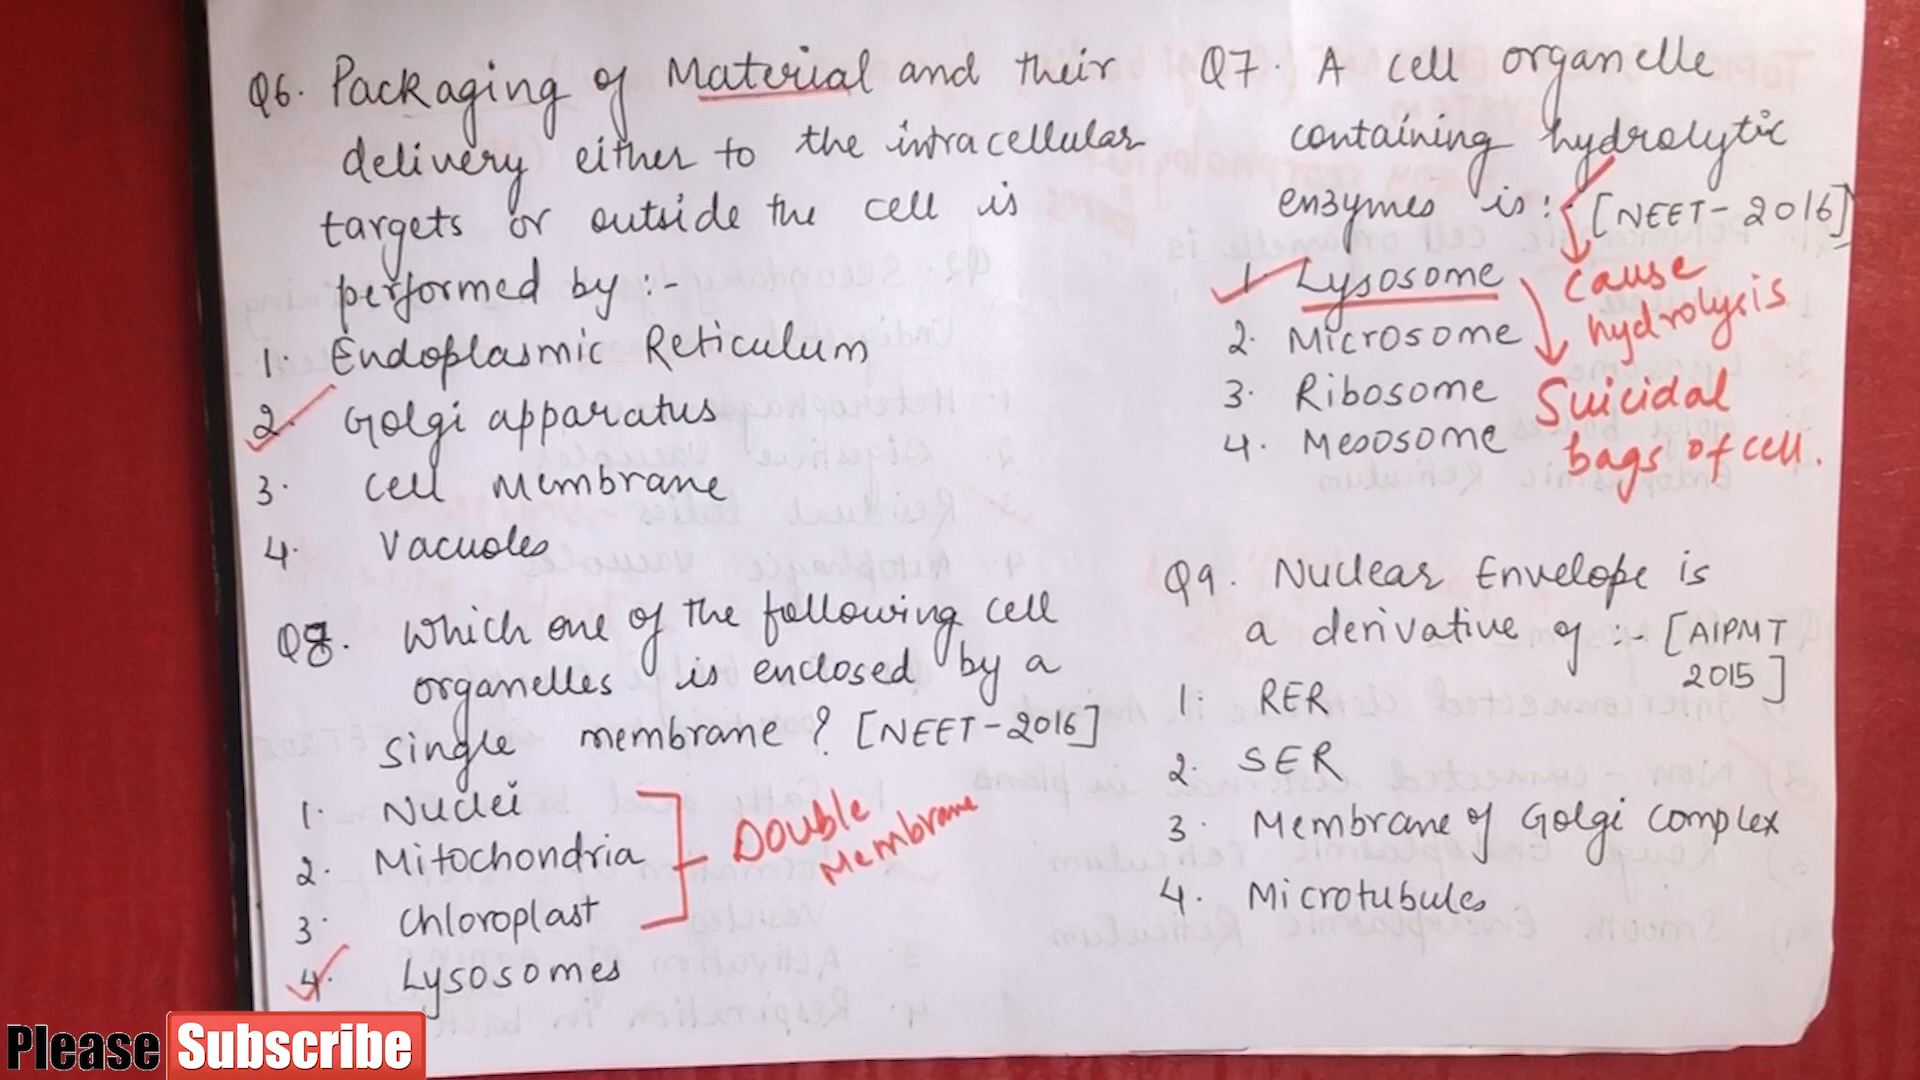 Q6. Packaging of Material and their
delivery either to the intracellular
targets or outside the cell is
performed by :-
1. Endoplasmic Reticulum
2. Golgi apparatus
3. Cell Membrane
4. Vacuoles
Q8. Which one of the following cell
organelles is enclosed by a
single membrane? [NEET-2016]
1. Nuclei
2. Mitochondria
3. Chloroplast
4. Lysosomes
Double
Membrane
Q7. A cell organelle
containing hydrolytic
enzymes is: [NEET-2016]
1. Lysosome
2. Microsome
3. Ribosome
4. Mesosome
cause
hydrolysis
Suicidal
bags of cell.
Q9. Nuclear Envelope is
a derivative of :- [AIPMT
2015]
1. RER
2. SER
3. Membrane of Golgi Complex
4. Microtubules
Please Subscribe